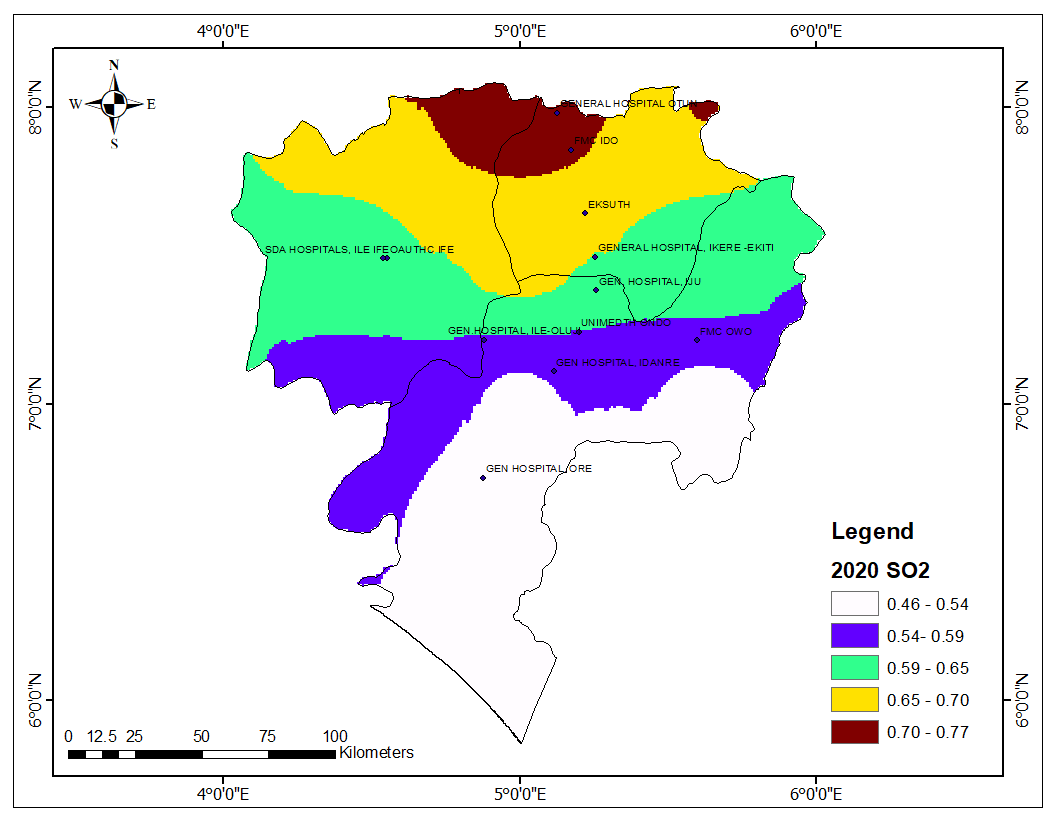 4°0'0"E 5°0'0"E 6°0'0"E
N
W E
S
8°0'0"N 8°0'0"N
GENERAL HOSPITAL OTUN
FMC IDO
EKSUTH
SDA HOSPITALS, ILE IFE OAUTHC IFE
GENERAL HOSPITAL, IKERE -EKITI
GEN. HOSPITAL, IJU
UNIMEDTH ONDO
GEN.HOSPITAL, ILE-OLUJI
FMC OWO
GEN HOSPITAL, IDANRE
7°0'0"N 7°0'0"N
GEN HOSPITAL, ORE
Legend
2020 SO2
0.46 - 0.54
0.54- 0.59
0.59 - 0.65
0.65 - 0.70
0.70 - 0.77
6°0'0"N 6°0'0"N
0 12.5 25 50 75 100
Kilometers
4°0'0"E 5°0'0"E 6°0'0"E